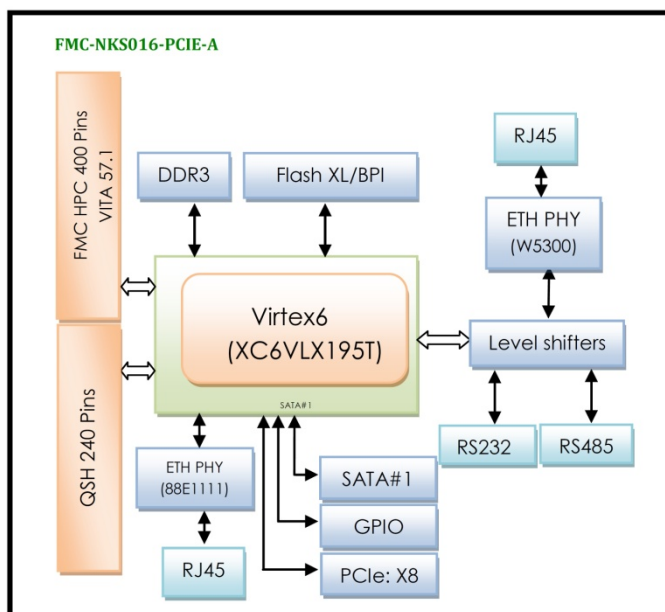 FMC-NKS016-PCIE-A
FMC HPC 400 Pins
VITA 57.1
QSH 240 Pins
DDR3
Flash XL/BPI
RJ45
ETH PHY
(W5300)
Virtex6
(XC6VLX195T)
SATA#1
Level shifters
RS232
RS485
ETH PHY
(88E1111)
RJ45
SATA#1
GPIO
PCIe: X8